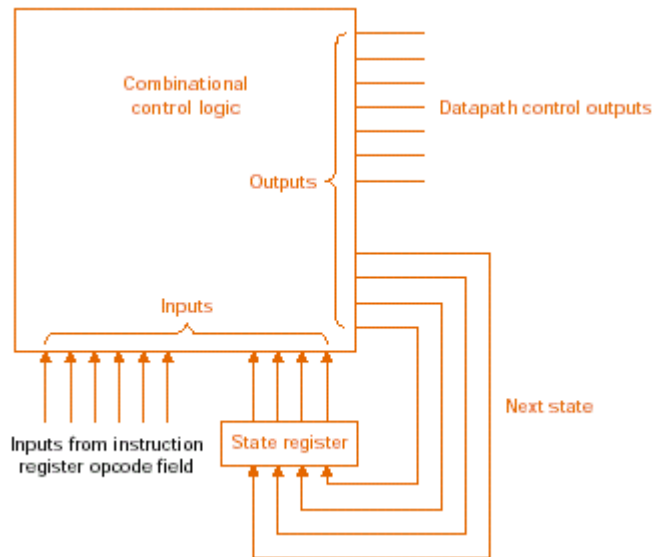 Combinational
control logic
Datapath control outputs
Outputs
Inputs
Inputs from instruction
register opcode field
State register
Next state